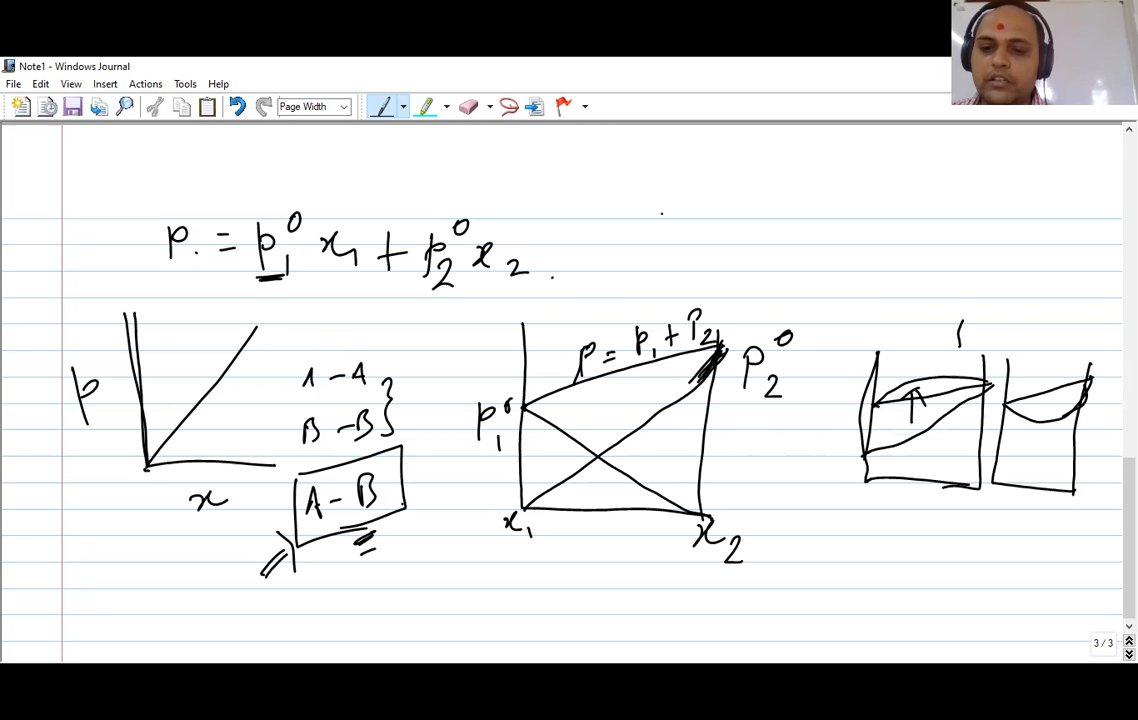 Note1 - Windows Journal
File Edit View Insert Actions Tools Help
Page Width
p. = p₁⁰ x₁ + p₂⁰ x₂.
p
x
A - A
B - B
A - B
p = p₁ + p₂
p₁⁰
p₂⁰
x₁
x₂
3 / 3